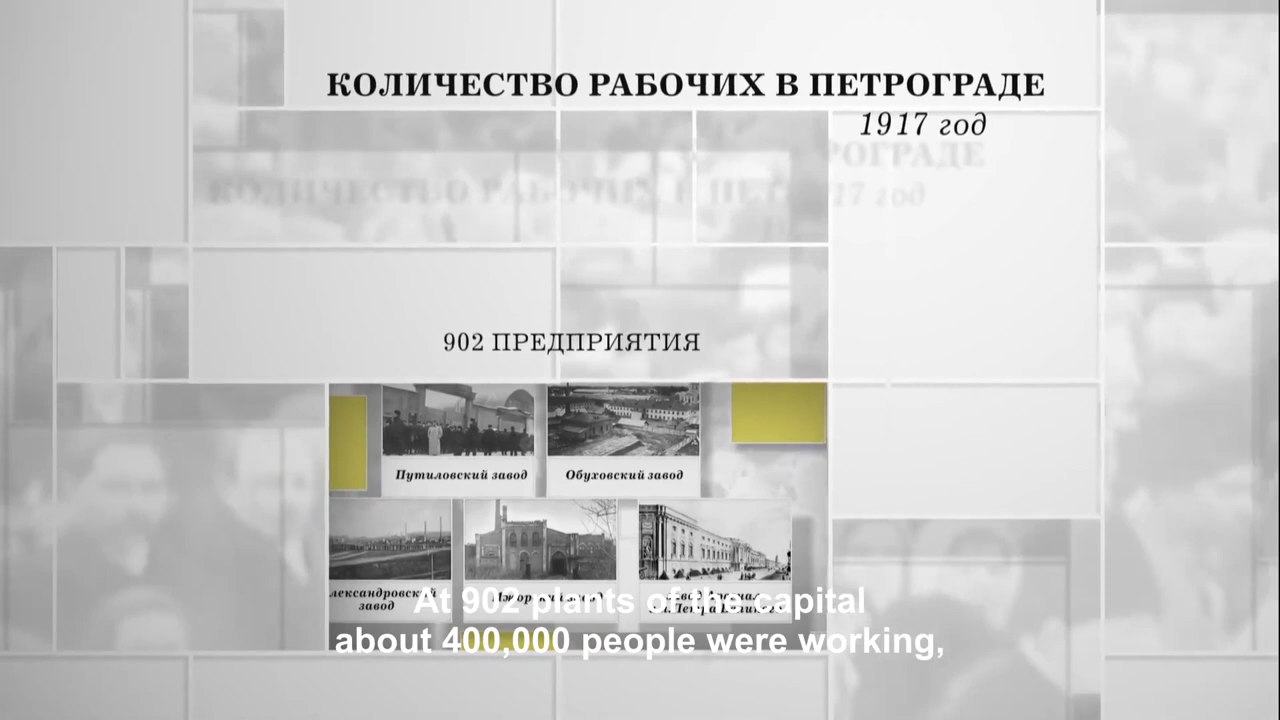 КОЛИЧЕСТВО РАБОЧИХ В ПЕТРОГРАДЕ
1917 год
902 ПРЕДПРИЯТИЯ
Путиловский завод
Обуховский завод
завод
At 902 plants of the capital
about 400,000 people were working,